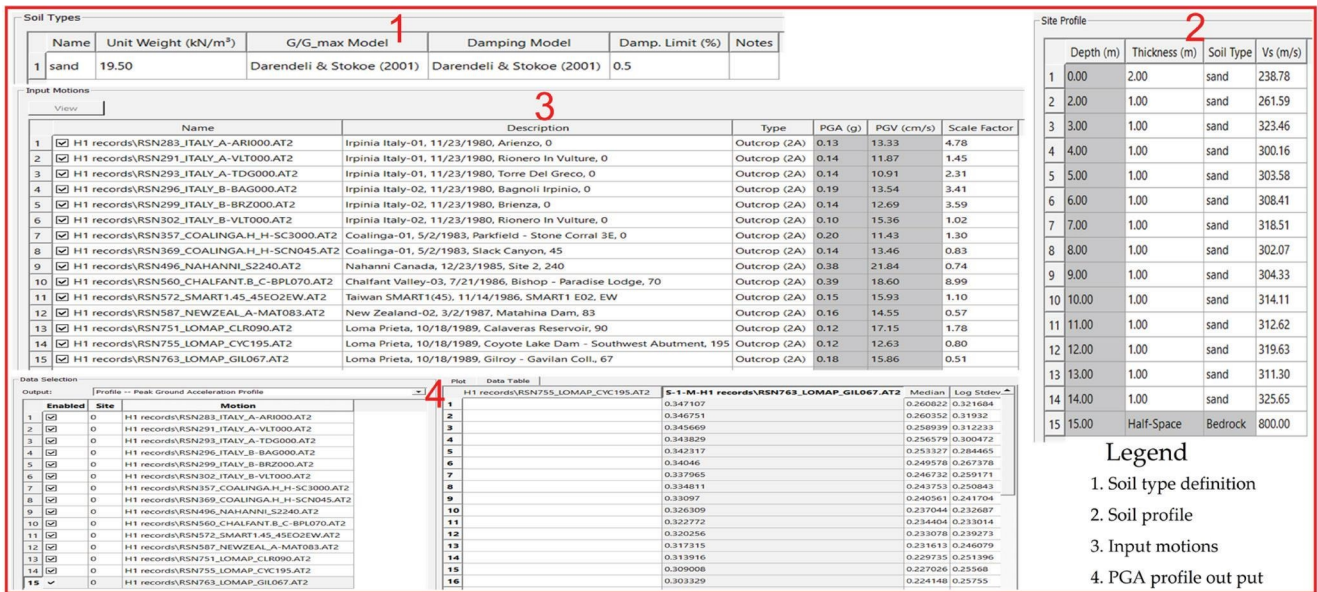 Soil Types
1
Name Unit Weight (kN/m³) G/G_max Model Damping Model Damp. Limit (%) Notes
1 sand 19.50 Darendeli & Stokoe (2001) Darendeli & Stokoe (2001) 0.5
Input Motions
View
3
Name Description Type PGA (g) PGV (cm/s) Scale Factor
1 H1 records\RSN283_ITALY_A-ARI000.AT2 Irpinia Italy-01, 11/23/1980, Arienzo, 0 Outcrop (2A) 0.13 13.33 4.78
2 H1 records\RSN291_ITALY_A-VLT000.AT2 Irpinia Italy-01, 11/23/1980, Rionero In Vulture, 0 Outcrop (2A) 0.14 11.87 1.45
3 H1 records\RSN293_ITALY_A-TDG000.AT2 Irpinia Italy-01, 11/23/1980, Torre Del Greco, 0 Outcrop (2A) 0.14 10.91 2.31
4 H1 records\RSN296_ITALY_B-BAG000.AT2 Irpinia Italy-02, 11/23/1980, Bagnoli Irpinio, 0 Outcrop (2A) 0.19 13.54 3.41
5 H1 records\RSN299_ITALY_B-BRZ000.AT2 Irpinia Italy-02, 11/23/1980, Brienza, 0 Outcrop (2A) 0.14 12.69 3.59
6 H1 records\RSN302_ITALY_B-VLT000.AT2 Irpinia Italy-02, 11/23/1980, Rionero In Vulture, 0 Outcrop (2A) 0.10 15.36 1.02
7 H1 records\RSN357_COALINGA.H_H-SC3000.AT2 Coalinga-01, 5/2/1983, Parkfield - Stone Corral 3E, 0 Outcrop (2A) 0.20 11.43 1.30
8 H1 records\RSN369_COALINGA.H_H-SCN045.AT2 Coalinga-01, 5/2/1983, Slack Canyon, 45 Outcrop (2A) 0.14 13.46 0.83
9 H1 records\RSN496_NAHANNI_S2240.AT2 Nahanni Canada, 12/23/1985, Site 2, 240 Outcrop (2A) 0.38 21.84 0.74
10 H1 records\RSN560_CHALFANT.B_C-BPL070.AT2 Chalfant Valley-03, 7/21/1986, Bishop - Paradise Lodge, 70 Outcrop (2A) 0.39 18.60 8.99
11 H1 records\RSN572_SMART1.45_45EO2EW.AT2 Taiwan SMART1(45), 11/14/1986, SMART1 E02, EW Outcrop (2A) 0.15 15.93 1.10
12 H1 records\RSN587_NEWZEAL_A-MAT083.AT2 New Zealand-02, 3/2/1987, Matahina Dam, 83 Outcrop (2A) 0.16 14.55 0.57
13 H1 records\RSN751_LOMAP_CLR090.AT2 Loma Prieta, 10/18/1989, Calaveras Reservoir, 90 Outcrop (2A) 0.12 17.15 1.78
14 H1 records\RSN755_LOMAP_CYC195.AT2 Loma Prieta, 10/18/1989, Coyote Lake Dam - Southwest Abutment, 195 Outcrop (2A) 0.12 12.63 0.80
15 H1 records\RSN763_LOMAP_GIL067.AT2 Loma Prieta, 10/18/1989, Gilroy - Gavilan Coll., 67 Outcrop (2A) 0.18 15.86 0.51
Data Selection
Output: Profile -- Peak Ground Acceleration Profile
Enabled Site Motion
1 0 H1 records\RSN283_ITALY_A-ARI000.AT2
2 0 H1 records\RSN291_ITALY_A-VLT000.AT2
3 0 H1 records\RSN293_ITALY_A-TDG000.AT2
4 0 H1 records\RSN296_ITALY_B-BAG000.AT2
5 0 H1 records\RSN299_ITALY_B-BRZ000.AT2
6 0 H1 records\RSN302_ITALY_B-VLT000.AT2
7 0 H1 records\RSN357_COALINGA.H_H-SC3000.AT2
8 0 H1 records\RSN369_COALINGA.H_H-SCN045.AT2
9 0 H1 records\RSN496_NAHANNI_S2240.AT2
10 0 H1 records\RSN560_CHALFANT.B_C-BPL070.AT2
11 0 H1 records\RSN572_SMART1.45_45EO2EW.AT2
12 0 H1 records\RSN587_NEWZEAL_A-MAT083.AT2
13 0 H1 records\RSN751_LOMAP_CLR090.AT2
14 0 H1 records\RSN755_LOMAP_CYC195.AT2
15 0 H1 records\RSN763_LOMAP_GIL067.AT2
4
Plot Data Table
H1 records\RSN755_LOMAP_CYC195.AT2 S-1-M-H1 records\RSN763_LOMAP_GIL067.AT2 Median Log Stdev
1 0.347107 0.260822 0.321684
2 0.346751 0.260352 0.31932
3 0.345669 0.258939 0.312233
4 0.343829 0.256579 0.300472
5 0.342317 0.253327 0.284465
6 0.34046 0.249578 0.267378
7 0.337965 0.246732 0.259171
8 0.334811 0.243753 0.250843
9 0.33097 0.240561 0.241704
10 0.326309 0.237044 0.232687
11 0.322772 0.234404 0.233014
12 0.320256 0.233078 0.239273
13 0.317315 0.231613 0.246079
14 0.313916 0.229735 0.251396
15 0.309008 0.227026 0.25568
16 0.303329 0.224148 0.25755
Site Profile
2
Depth (m) Thickness (m) Soil Type Vs (m/s)
1 0.00 2.00 sand 238.78
2 2.00 1.00 sand 261.59
3 3.00 1.00 sand 323.46
4 4.00 1.00 sand 300.16
5 5.00 1.00 sand 303.58
6 6.00 1.00 sand 308.41
7 7.00 1.00 sand 318.51
8 8.00 1.00 sand 302.07
9 9.00 1.00 sand 304.33
10 10.00 1.00 sand 314.11
11 11.00 1.00 sand 312.62
12 12.00 1.00 sand 319.63
13 13.00 1.00 sand 311.30
14 14.00 1.00 sand 325.65
15 15.00 Half-Space Bedrock 800.00
Legend
1. Soil type definition
2. Soil profile
3. Input motions
4. PGA profile out put